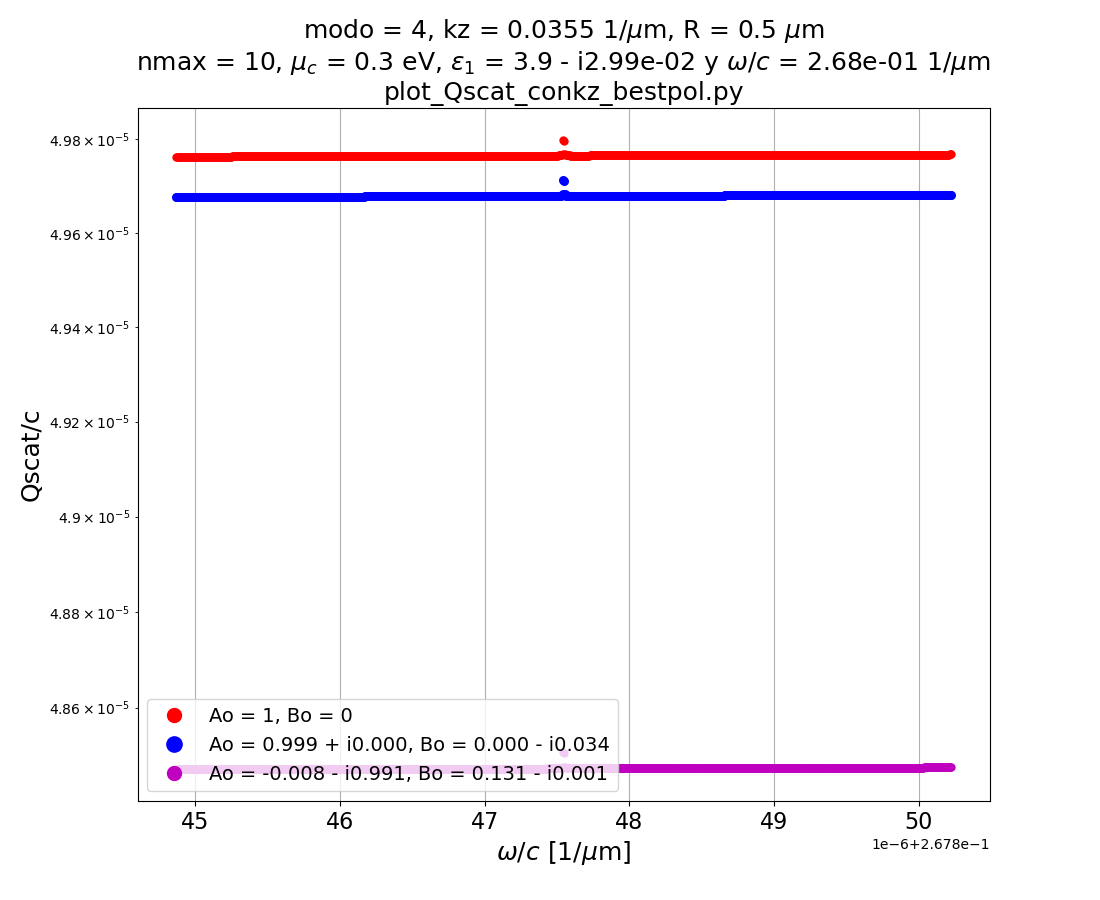 modo = 4, kz = 0.0355 1/μm, R = 0.5 μm
nmax = 10, μc = 0.3 eV, ε1 = 3.9 - i2.99e-02 y ω/c = 2.68e-01 1/μm
plot_Qscat_conkz_bestpol.py
4.98 × 10⁻⁵
4.96 × 10⁻⁵
4.94 × 10⁻⁵
4.92 × 10⁻⁵
4.9 × 10⁻⁵
4.88 × 10⁻⁵
4.86 × 10⁻⁵
Qscat/c
Ao = 1, Bo = 0
Ao = 0.999 + i0.000, Bo = 0.000 - i0.034
Ao = -0.008 - i0.991, Bo = 0.131 - i0.001
45 46 47 48 49 50
1e−6+2.678e−1
ω/c [1/μm]